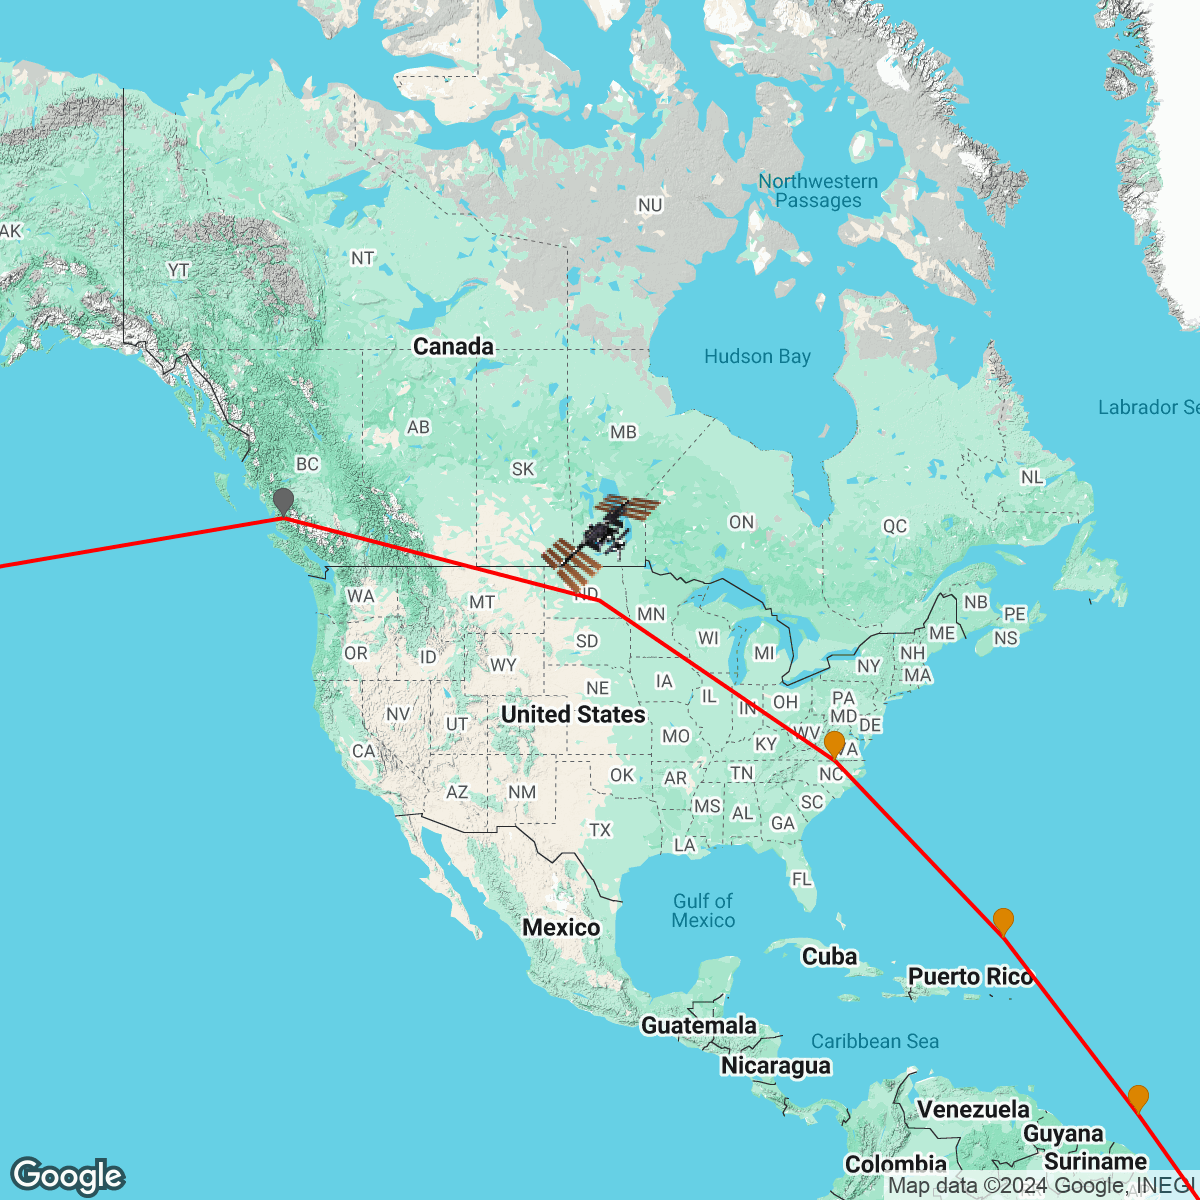 Northwestern
Passages
NU
AK
YT
NT
Canada
Hudson Bay
Labrador Se
AB
MB
BC
SK
NL
ON
QC
ND
WA
MT
MN
NB
PE
NS
ME
OR
ID
SD
WI
MI
NH
NY
MA
WY
IA
NE
IL
IN
OH
PA
NV
UT
United States
MD
DE
CA
MO
KY
WV
VA
AZ
NM
OK
AR
TN
NC
MS
AL
SC
GA
TX
LA
FL
Gulf of
Mexico
Mexico
Cuba
Puerto Rico
Guatemala
Caribbean Sea
Nicaragua
Venezuela
Guyana
Colombia
Suriname
Google
Map data ©2024 Google, INEGI